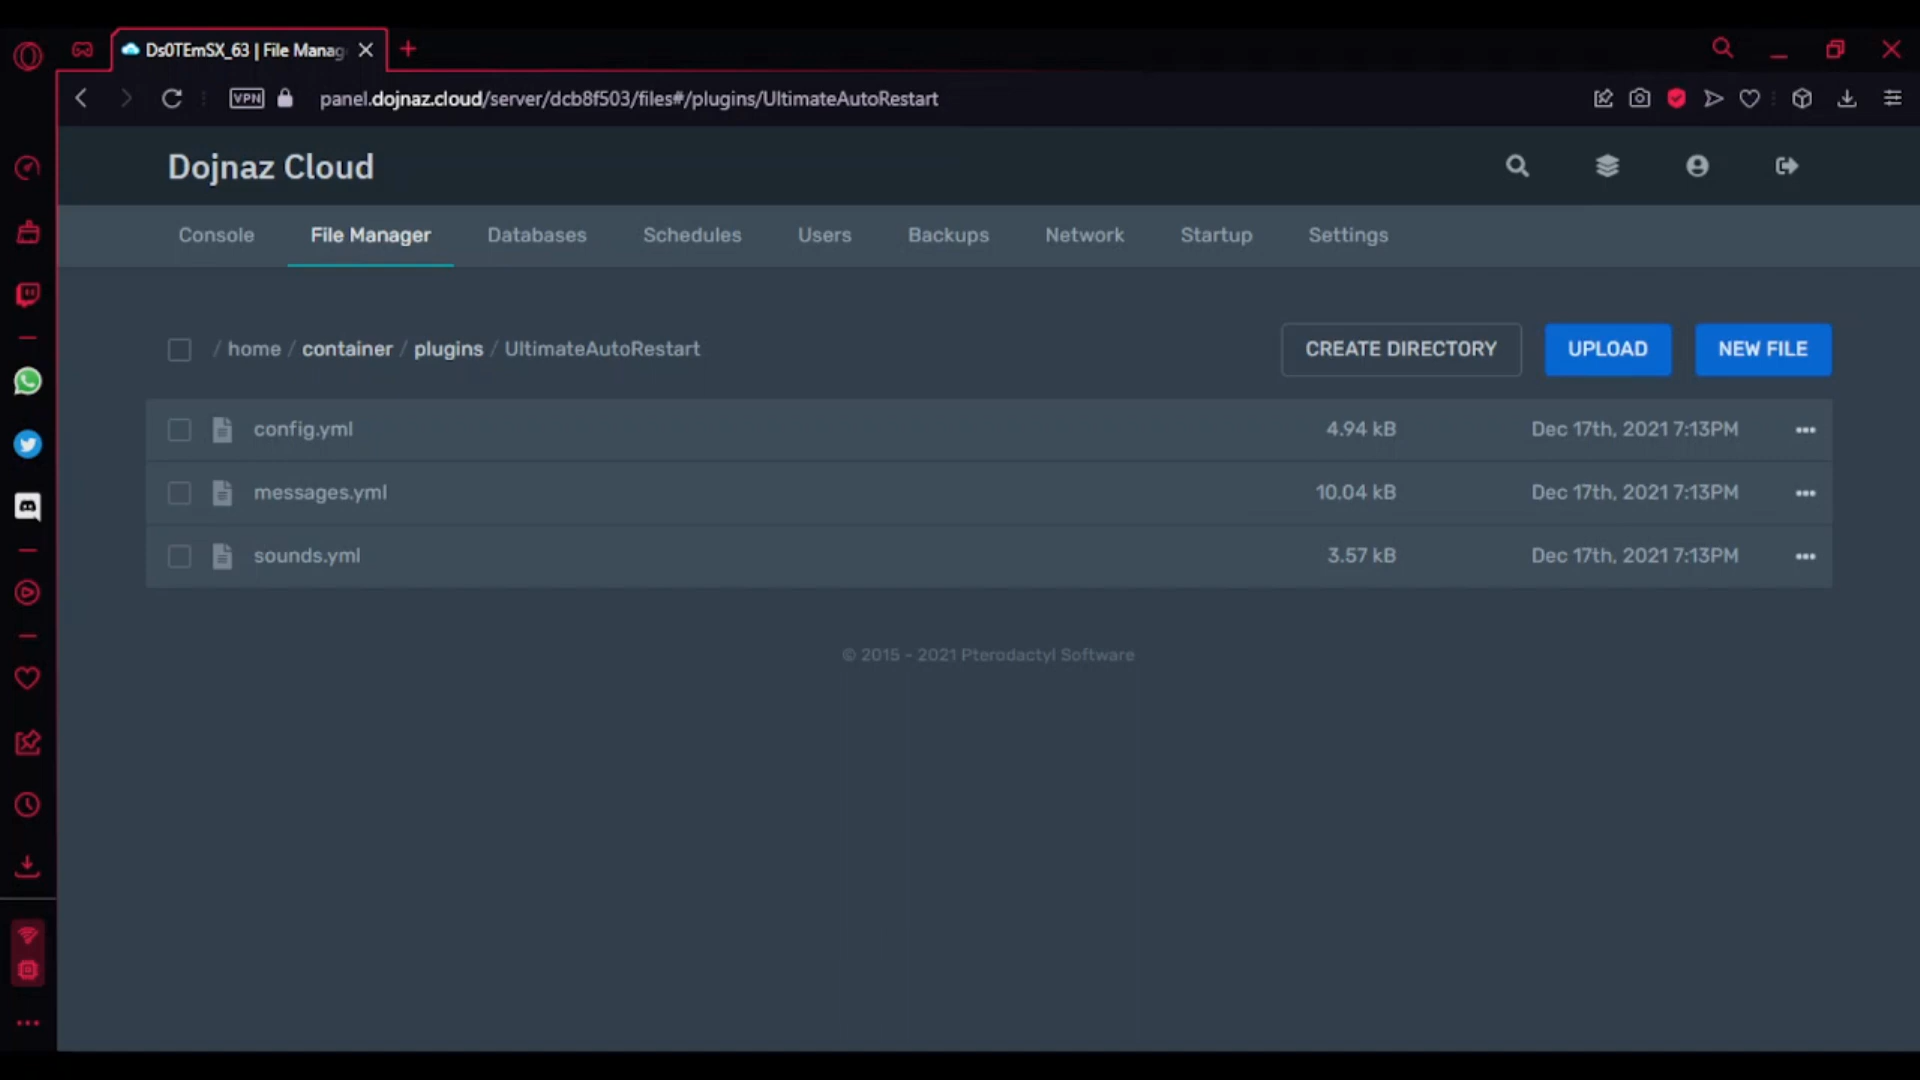 Ds0TEmSX_63 | File Manag
VPN panel.dojnaz.cloud/server/dcb8f503/files#/plugins/UltimateAutoRestart
Dojnaz Cloud
Console File Manager Databases Schedules Users Backups Network Startup Settings
/ home / container / plugins / UltimateAutoRestart CREATE DIRECTORY UPLOAD NEW FILE
config.yml 4.94 kB Dec 17th, 2021 7:13PM
messages.yml 10.04 kB Dec 17th, 2021 7:13PM
sounds.yml 3.57 kB Dec 17th, 2021 7:13PM
© 2015 - 2021 Pterodactyl Software